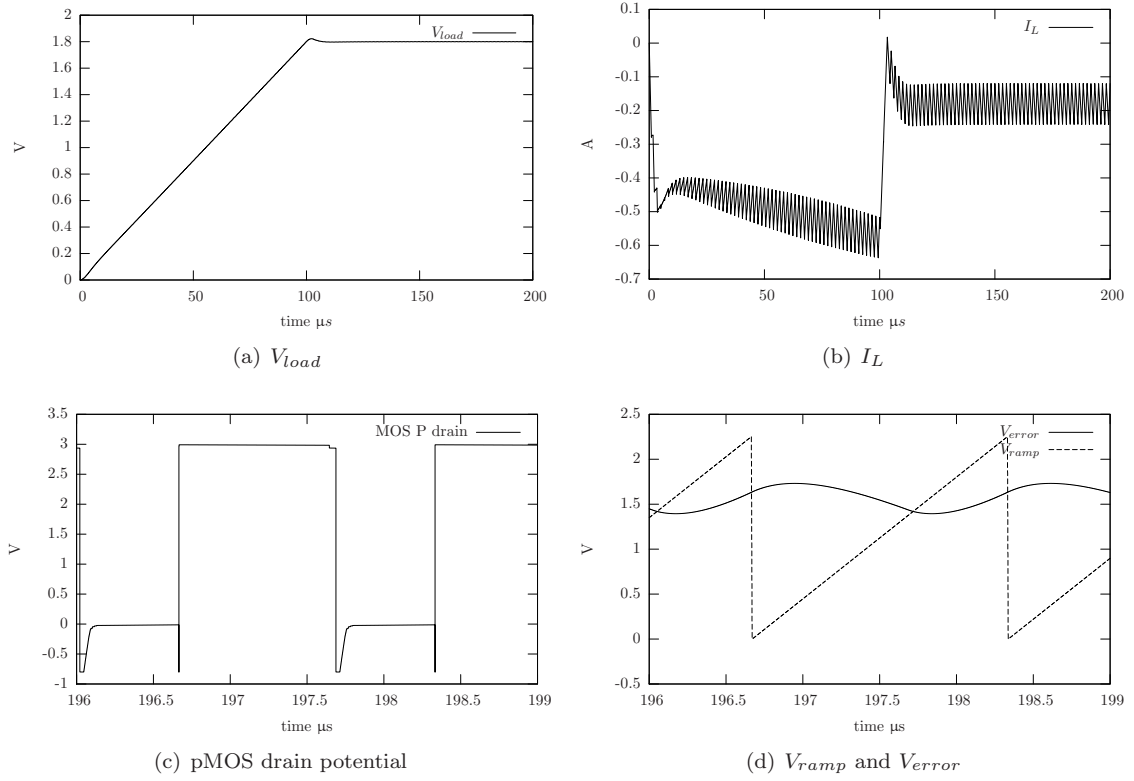 V_load
1.8
1.6
1.4
1.2
1
0.8
0.6
0.4
0.2
0
V
0 50 100 150 200
time µs
(a) V_load
I_L
0.1
0
-0.1
-0.2
-0.3
-0.4
-0.5
-0.6
-0.7
A
0 50 100 150 200
time µs
(b) I_L
MOS P drain
3.5
3
2.5
2
1.5
1
0.5
0
-0.5
-1
V
196 196.5 197 197.5 198 198.5 199
time µs
(c) pMOS drain potential
V_error
V_ramp
2.5
2
1.5
1
0.5
0
-0.5
V
196 196.5 197 197.5 198 198.5 199
time µs
(d) V_ramp and V_error